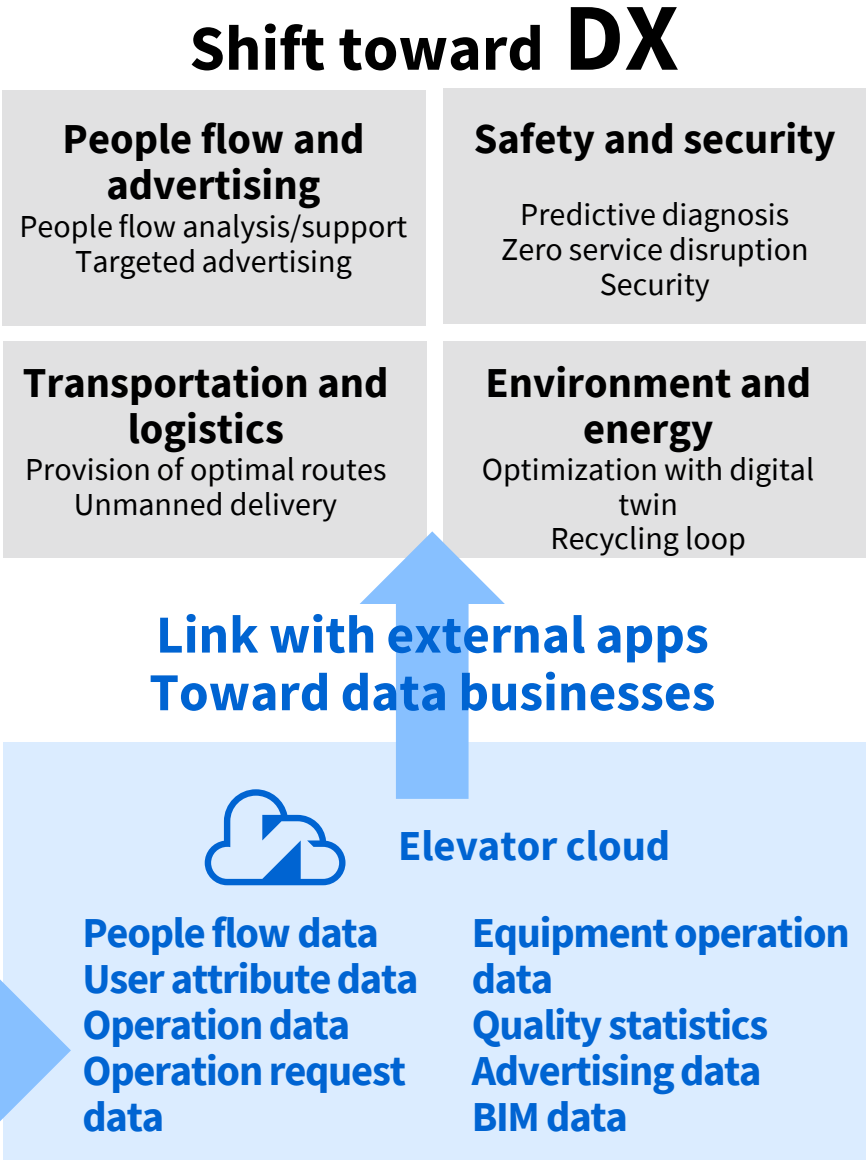 Shift toward DX
People flow and
advertising
People flow analysis/support
Targeted advertising
Safety and security
Predictive diagnosis
Zero service disruption
Security
Transportation and
logistics
Provision of optimal routes
Unmanned delivery
Environment and
energy
Optimization with digital
twin
Recycling loop
Link with external apps
Toward data businesses
Elevator cloud
People flow data
User attribute data
Operation data
Operation request
data
Equipment operation
data
Quality statistics
Advertising data
BIM data